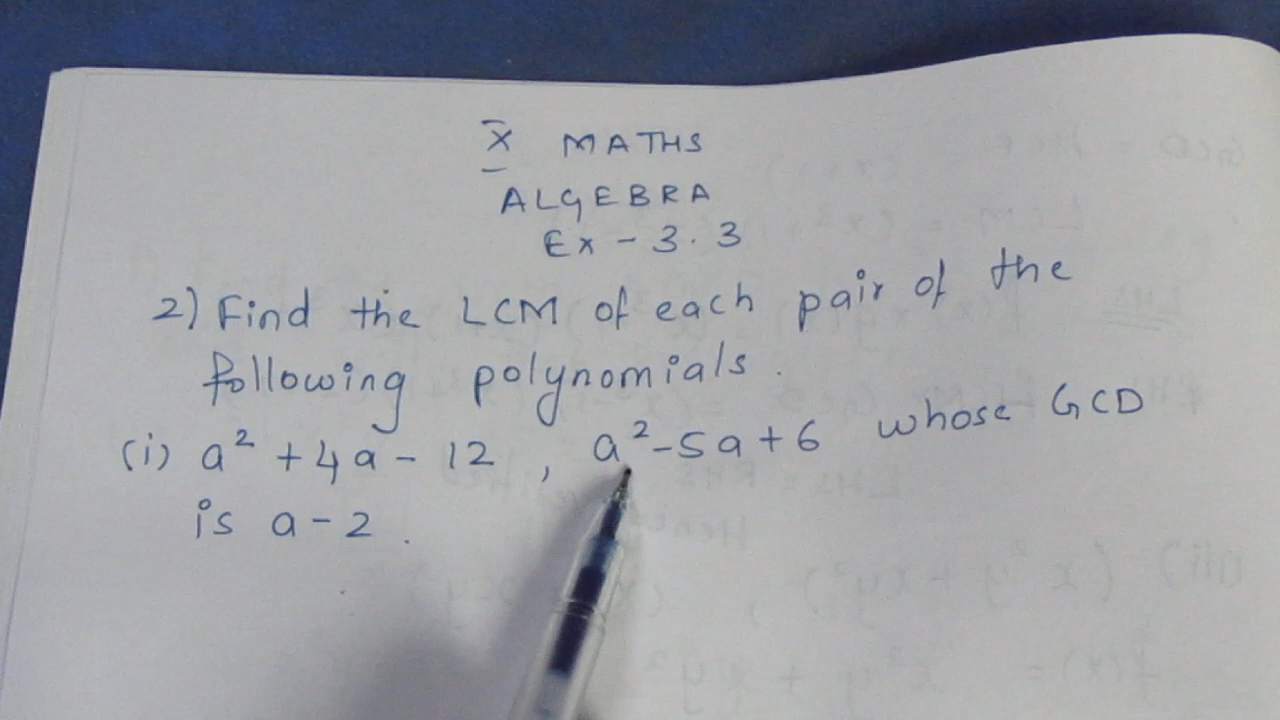 X MATHS
ALGEBRA
Ex - 3.3
2) Find the LCM of each pair of the
following polynomials.
(i) a² + 4a - 12 , a² - 5a + 6 whose GCD
is a - 2 .